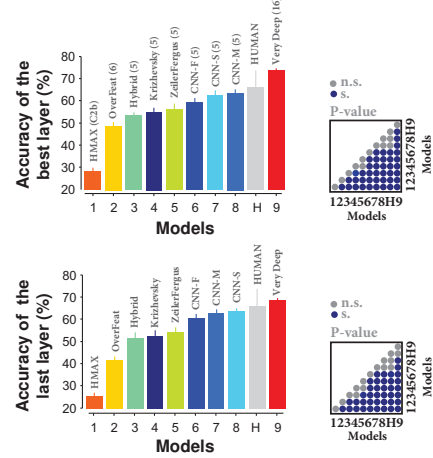 Accuracy of the
best layer (%)
80
70
60
50
40
30
20
HMAX (C2b)
OverFeat (6)
Hybrid (5)
Krizhevsky (5)
ZeilerFergus (5)
CNN-F (5)
CNN-S (5)
CNN-M (5)
HUMAN
Very Deep (16)
1 2 3 4 5 6 7 8 H 9
Models
n.s.
s.
P-value
12345678H9
Models
12345678H9
Models
Accuracy of the
last layer (%)
80
70
60
50
40
30
20
HMAX
OverFeat
Hybrid
Krizhevsky
ZeilerFergus
CNN-F
CNN-M
CNN-S
HUMAN
Very Deep
1 2 3 4 5 6 7 8 H 9
Models
n.s.
s.
P-value
12345678H9
Models
12345678H9
Models